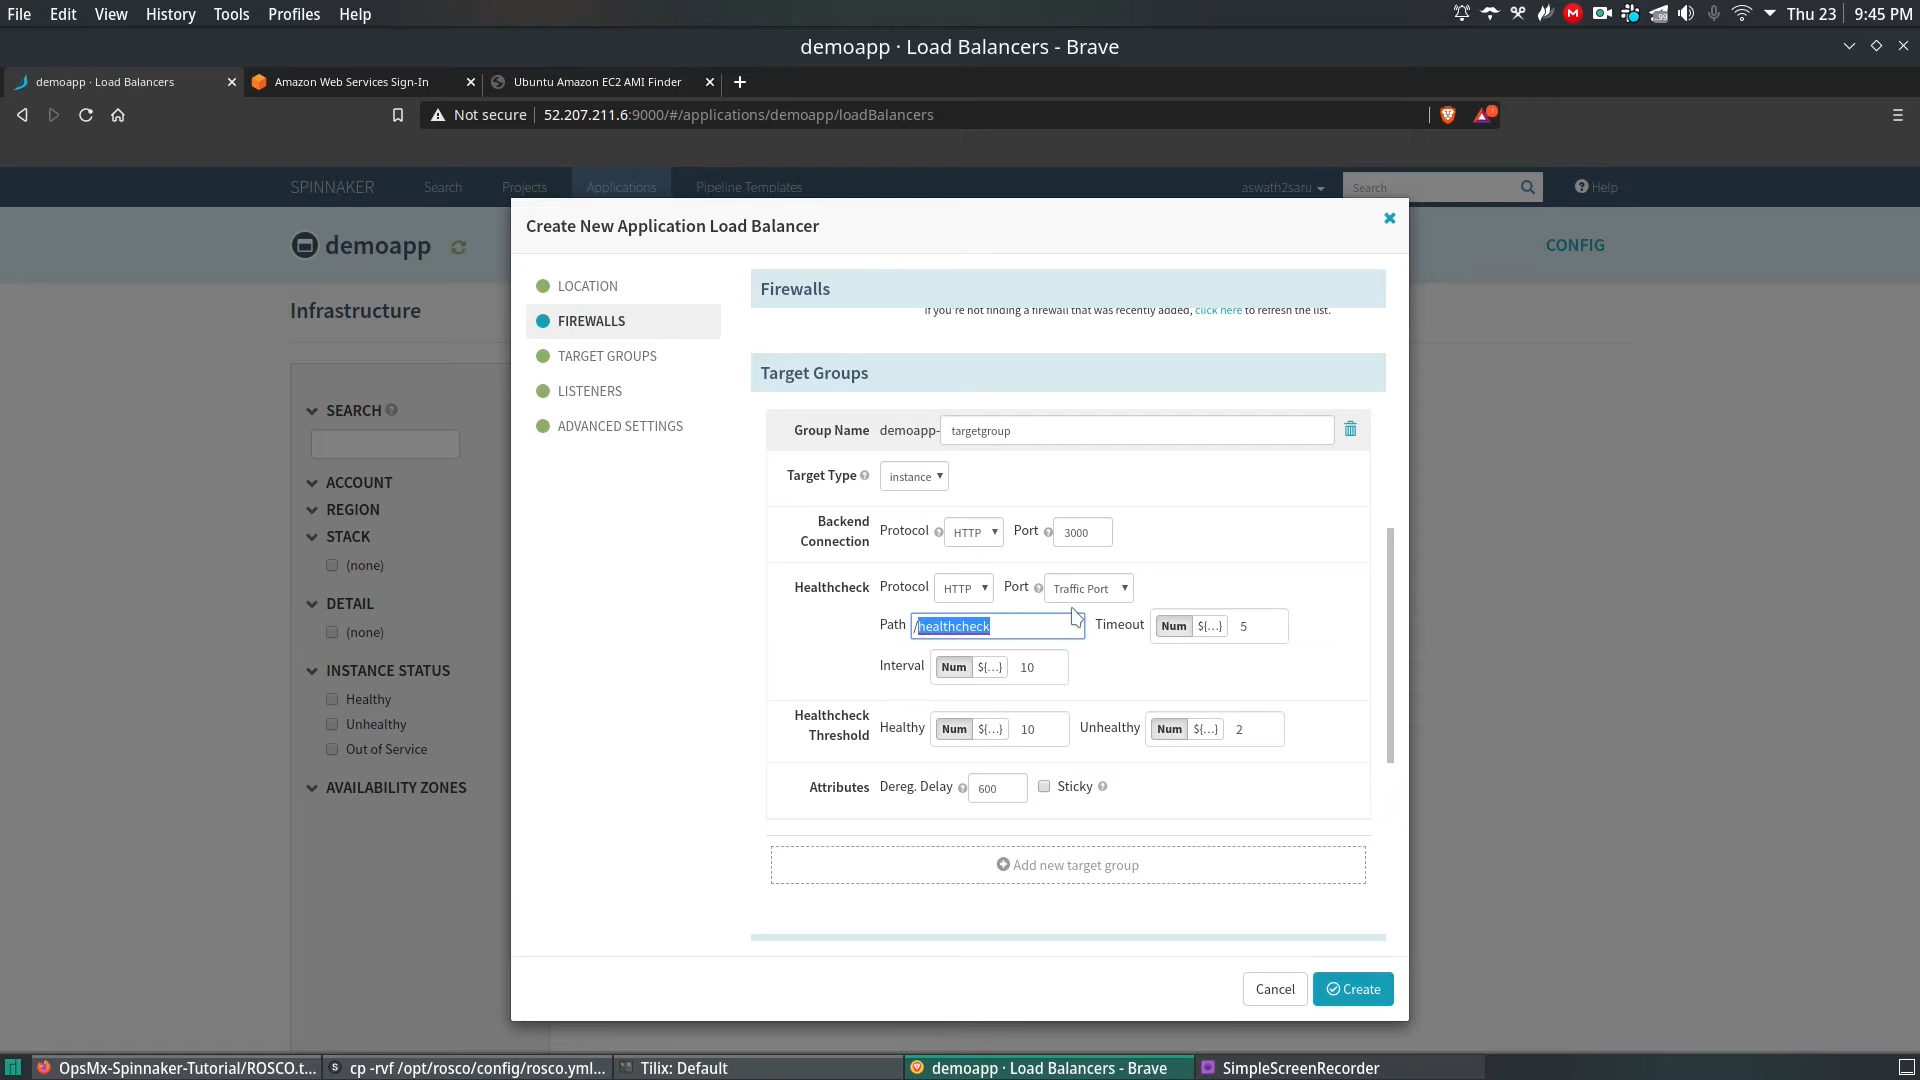 File Edit View History Tools Profiles Help
99 Thu 23 9:45 PM
demoapp · Load Balancers - Brave
demoapp · Load Balancers
Amazon Web Services Sign-In
Ubuntu Amazon EC2 AMI Finder
Not secure 52.207.211.6:9000/#/applications/demoapp/loadBalancers
SPINNAKER Search Projects Applications Pipeline Templates aswath2saru Search Help
demoapp
CONFIG
Infrastructure
SEARCH
ACCOUNT
REGION
STACK
(none)
DETAIL
(none)
INSTANCE STATUS
Healthy
Unhealthy
Out of Service
AVAILABILITY ZONES
Create New Application Load Balancer
LOCATION
FIREWALLS
TARGET GROUPS
LISTENERS
ADVANCED SETTINGS
Firewalls
If you're not finding a firewall that was recently added, click here to refresh the list.
Target Groups
Group Name demoapp- targetgroup
Target Type instance
Backend Connection Protocol HTTP Port 3000
Healthcheck Protocol HTTP Port Traffic Port
Path /healthcheck Timeout Num ${...} 5
Interval Num ${...} 10
Healthcheck Threshold Healthy Num ${...} 10 Unhealthy Num ${...} 2
Attributes Dereg. Delay 600 Sticky
Add new target group
Cancel Create
OpsMx-Spinnaker-Tutorial/ROSCO.t...
cp -rvf /opt/rosco/config/rosco.yml...
Tilix: Default
demoapp · Load Balancers - Brave
SimpleScreenRecorder